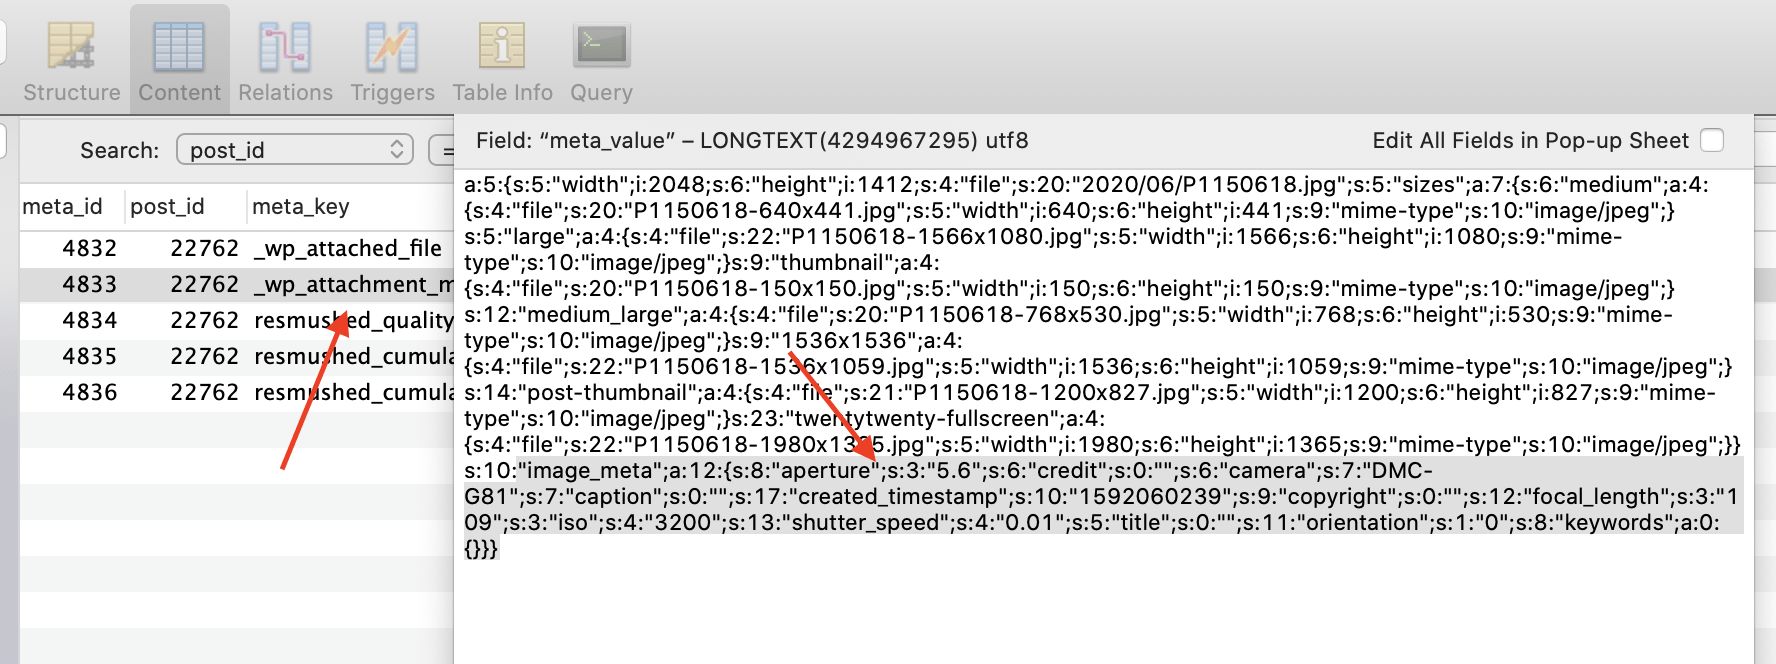 Structure Content Relations Triggers Table Info Query
Search: post_id =
Field: “meta_value” – LONGTEXT(4294967295) utf8 Edit All Fields in Pop-up Sheet
meta_id post_id meta_key
4832 22762 _wp_attached_file
4833 22762 _wp_attachment_m
4834 22762 resmushed_quality
4835 22762 resmushed_cumula
4836 22762 resmushed_cumula
a:5:{s:5:"width";i:2048;s:6:"height";i:1412;s:4:"file";s:20:"2020/06/P1150618.jpg";s:5:"sizes";a:7:{s:6:"medium";a:4:
{s:4:"file";s:20:"P1150618-640x441.jpg";s:5:"width";i:640;s:6:"height";i:441;s:9:"mime-type";s:10:"image/jpeg";}
s:5:"large";a:4:{s:4:"file";s:22:"P1150618-1566x1080.jpg";s:5:"width";i:1566;s:6:"height";i:1080;s:9:"mime-
type";s:10:"image/jpeg";}s:9:"thumbnail";a:4:
{s:4:"file";s:20:"P1150618-150x150.jpg";s:5:"width";i:150;s:6:"height";i:150;s:9:"mime-type";s:10:"image/jpeg";}
s:12:"medium_large";a:4:{s:4:"file";s:20:"P1150618-768x530.jpg";s:5:"width";i:768;s:6:"height";i:530;s:9:"mime-
type";s:10:"image/jpeg";}s:9:"1536x1536";a:4:
{s:4:"file";s:22:"P1150618-1536x1059.jpg";s:5:"width";i:1536;s:6:"height";i:1059;s:9:"mime-type";s:10:"image/jpeg";}
s:14:"post-thumbnail";a:4:{s:4:"file";s:21:"P1150618-1200x827.jpg";s:5:"width";i:1200;s:6:"height";i:827;s:9:"mime-
type";s:10:"image/jpeg";}s:23:"twentytwenty-fullscreen";a:4:
{s:4:"file";s:22:"P1150618-1980x1365.jpg";s:5:"width";i:1980;s:6:"height";i:1365;s:9:"mime-type";s:10:"image/jpeg";}}
s:10:"image_meta";a:12:{s:8:"aperture";s:3:"5.6";s:6:"credit";s:0:"";s:6:"camera";s:7:"DMC-
G81";s:7:"caption";s:0:"";s:17:"created_timestamp";s:10:"1592060239";s:9:"copyright";s:0:"";s:12:"focal_length";s:3:"1
09";s:3:"iso";s:4:"3200";s:13:"shutter_speed";s:4:"0.01";s:5:"title";s:0:"";s:11:"orientation";s:1:"0";s:8:"keywords";a:0:
{}}}